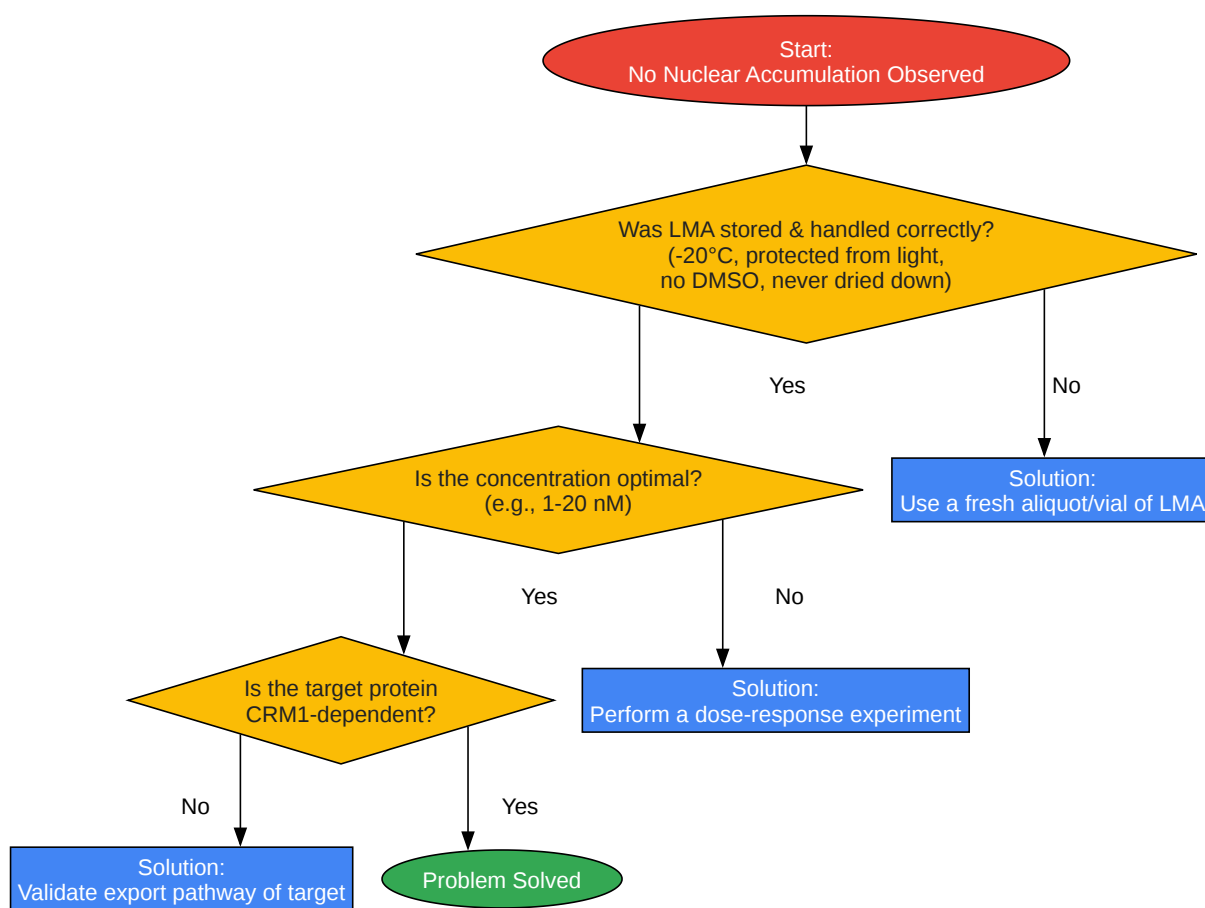 Start:
No Nuclear Accumulation Observed
Was LMA stored & handled correctly?
(-20°C, protected from light,
no DMSO, never dried down)
Yes
No
Is the concentration optimal?
(e.g., 1-20 nM)
Solution:
Use a fresh aliquot/vial of LMA
Yes
No
Is the target protein
CRM1-dependent?
Solution:
Perform a dose-response experiment
No
Yes
Solution:
Validate export pathway of target
Problem Solved